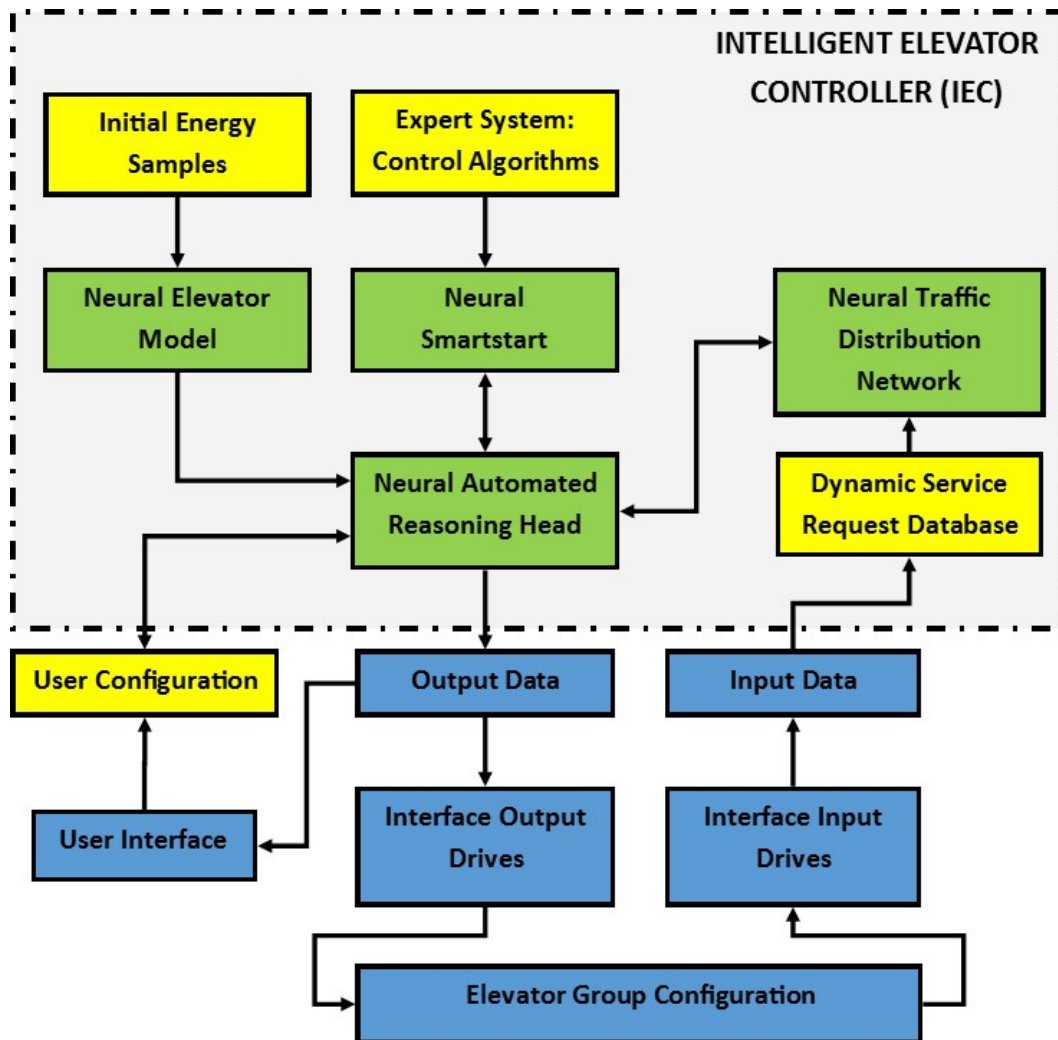 INTELLIGENT ELEVATOR
CONTROLLER (IEC)
Initial Energy
Samples
Expert System:
Control Algorithms
Neural Elevator
Model
Neural
Smartstart
Neural Traffic
Distribution
Network
Neural Automated
Reasoning Head
Dynamic Service
Request Database
User Configuration
Output Data
Input Data
User Interface
Interface Output
Drives
Interface Input
Drives
Elevator Group Configuration